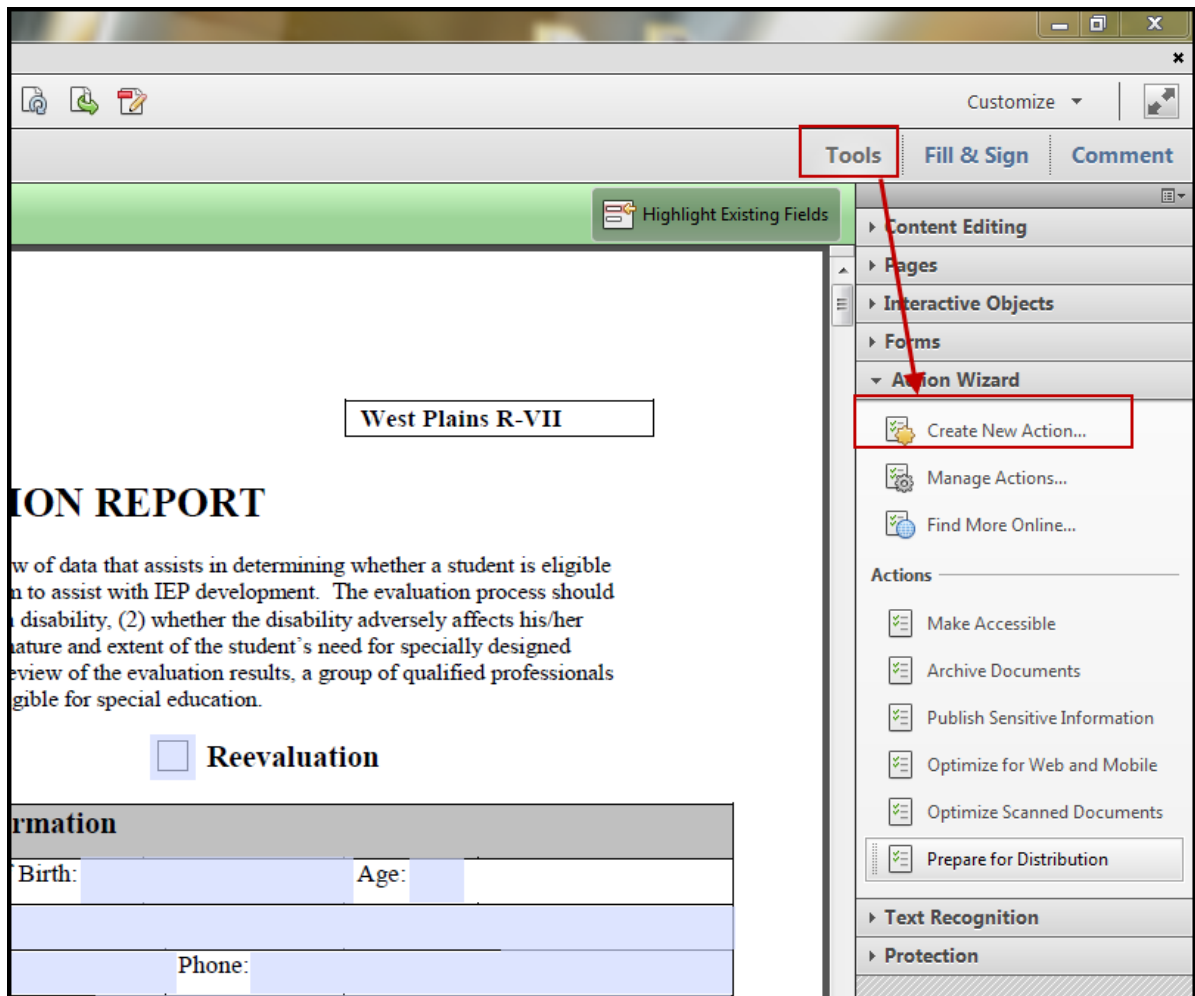 Customize
Tools
Fill & Sign
Comment
Highlight Existing Fields
West Plains R-VII
ION REPORT
w of data that assists in determining whether a student is eligible
n to assist with IEP development. The evaluation process should
disability, (2) whether the disability adversely affects his/her
nature and extent of the student's need for specially designed
eview of the evaluation results, a group of qualified professionals
gible for special education.
Reevaluation
rmation
Birth:
Age:
Phone:
Content Editing
Pages
Interactive Objects
Forms
Action Wizard
Create New Action...
Manage Actions...
Find More Online...
Actions
Make Accessible
Archive Documents
Publish Sensitive Information
Optimize for Web and Mobile
Optimize Scanned Documents
Prepare for Distribution
Text Recognition
Protection